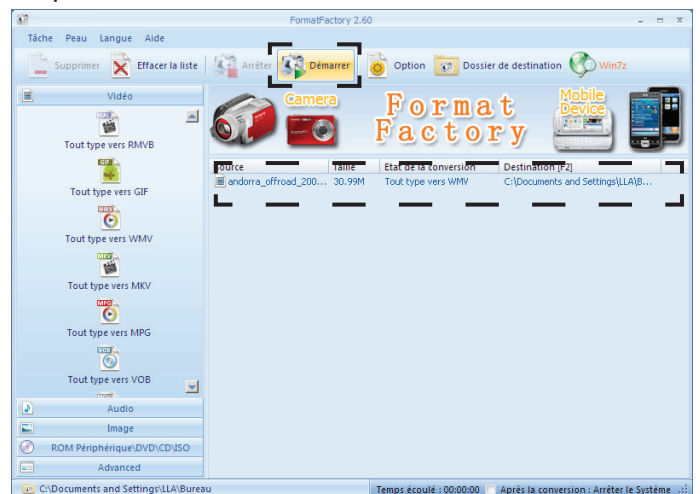 FormatFactory 2.60
Tâche Peau Langue Aide
Supprimer Effacer la liste Arrêter Démarrer Option Dossier de destination Win7z
Vidéo
Camera
Format
Factory
Mobile
Device
Tout type vers RMVB
Tout type vers GIF
Tout type vers WMV
Tout type vers MKV
Tout type vers MPG
Tout type vers VOB
Source Taille Etat de la conversion Destination [F2]
andorra_offroad_200... 30.99M Tout type vers WMV C:\Documents and Settings\LLA\B...
Audio
Image
ROM Périphérique\DVD\CD\ISO
Advanced
C:\Documents and Settings\LLA\Bureau Temps écoulé : 00:00:00 Après la conversion : Arrêter le Système